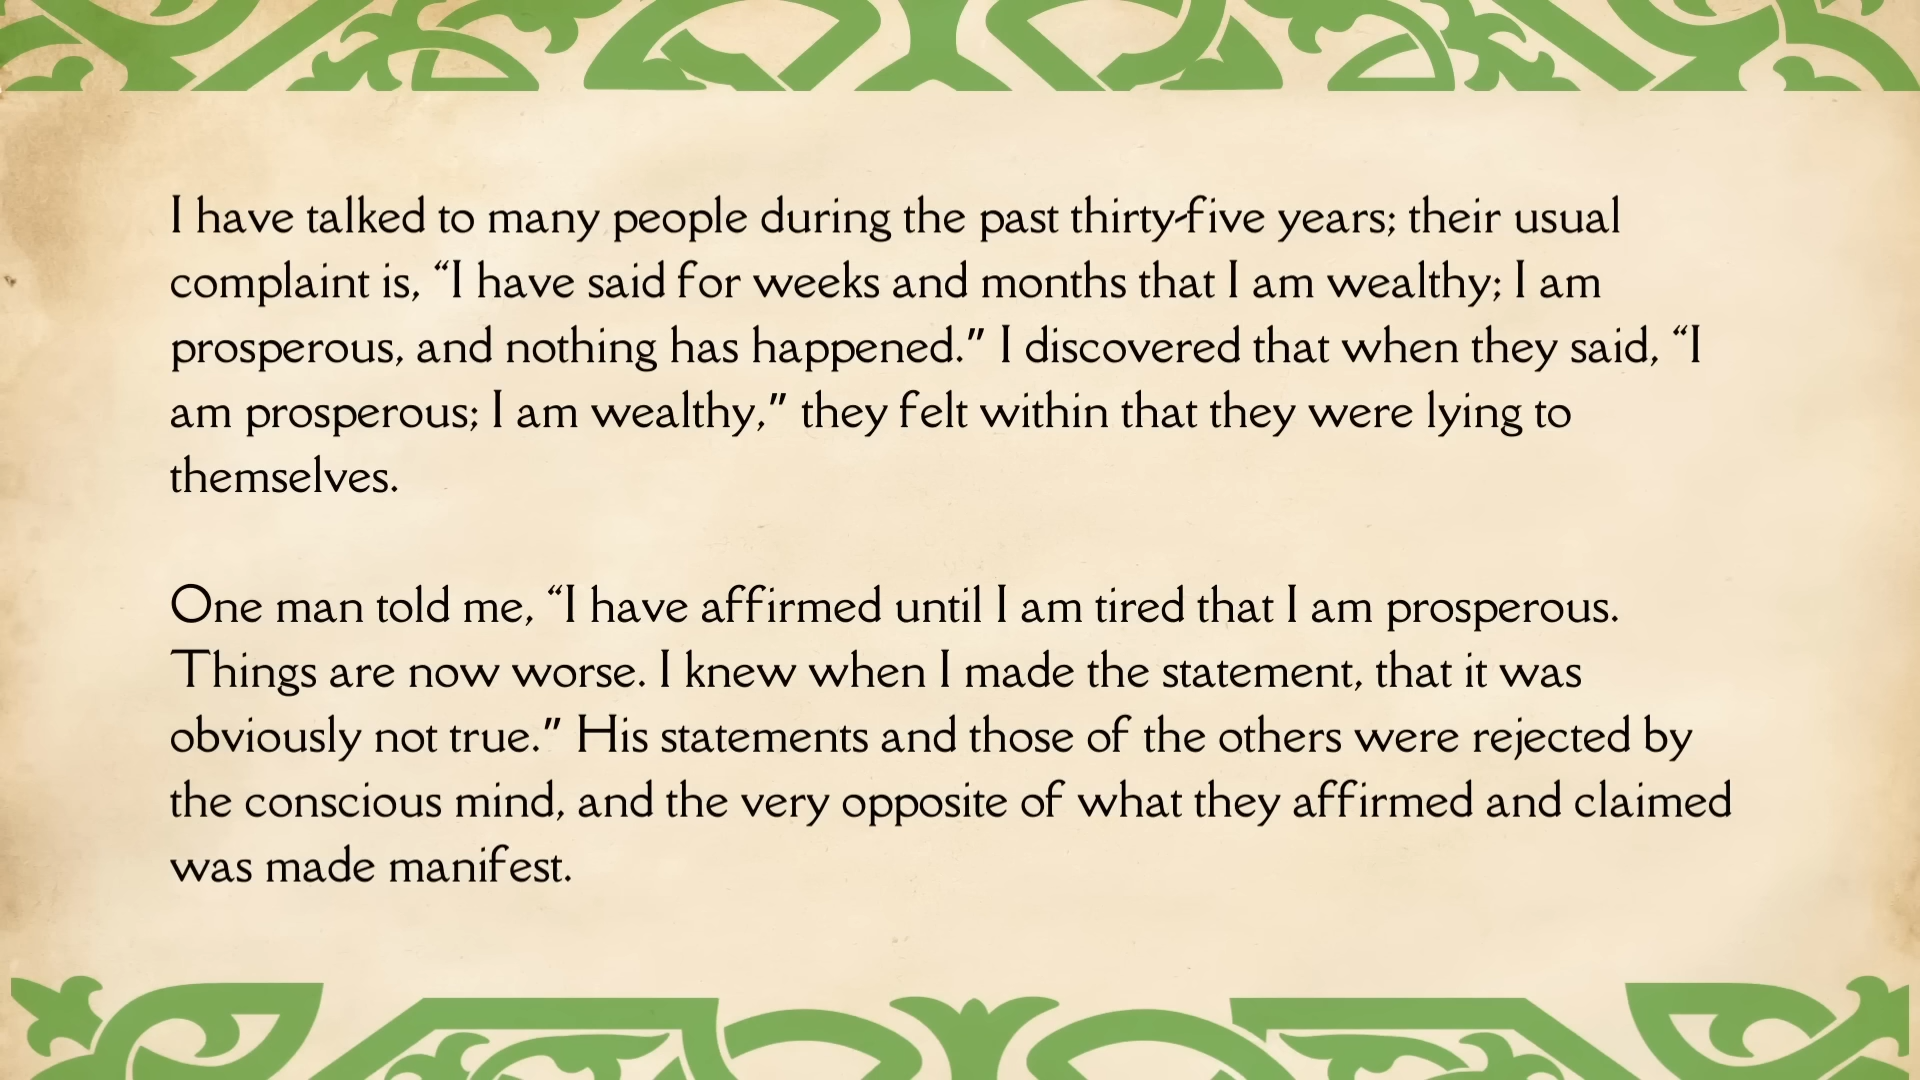 I have talked to many people during the past thirty-five years; their usual
complaint is, “I have said for weeks and months that I am wealthy; I am
prosperous, and nothing has happened.” I discovered that when they said, “I
am prosperous; I am wealthy,” they felt within that they were lying to
themselves.
One man told me, “I have affirmed until I am tired that I am prosperous.
Things are now worse. I knew when I made the statement, that it was
obviously not true.” His statements and those of the others were rejected by
the conscious mind, and the very opposite of what they affirmed and claimed
was made manifest.